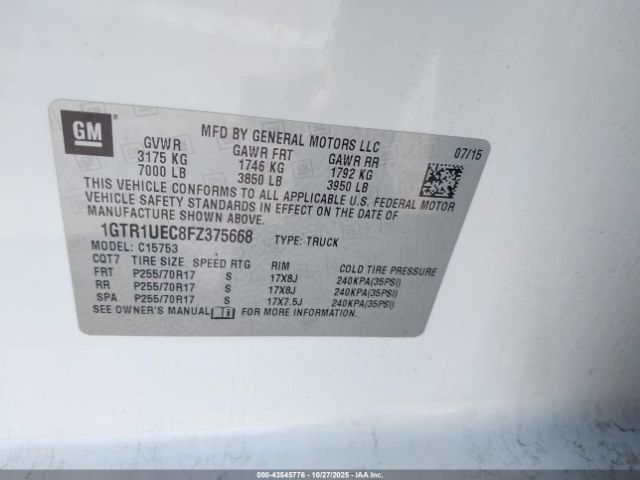 GM
MFD BY GENERAL MOTORS LLC
07/15
GVWR GAWR FRT GAWR RR
3175 KG 1746 KG 1792 KG
7000 LB 3850 LB 3950 LB
THIS VEHICLE CONFORMS TO ALL APPLICABLE U.S. FEDERAL MOTOR
VEHICLE SAFETY STANDARDS IN EFFECT ON THE DATE OF
MANUFACTURE SHOWN ABOVE.
1GTR1UEC8FZ375668 TYPE: TRUCK
MODEL: C15753
CQT7 TIRE SIZE SPEED RTG RIM COLD TIRE PRESSURE
FRT P255/70R17 S 17X8J 240KPA(35PSI)
RR P255/70R17 S 17X8J 240KPA(35PSI)
SPA P255/70R17 S 17X7.5J 240KPA(35PSI)
SEE OWNER'S MANUAL FOR MORE INFORMATION.
000-43545776 - 10/27/2025 - COPYRIGHT IAA, LLC.